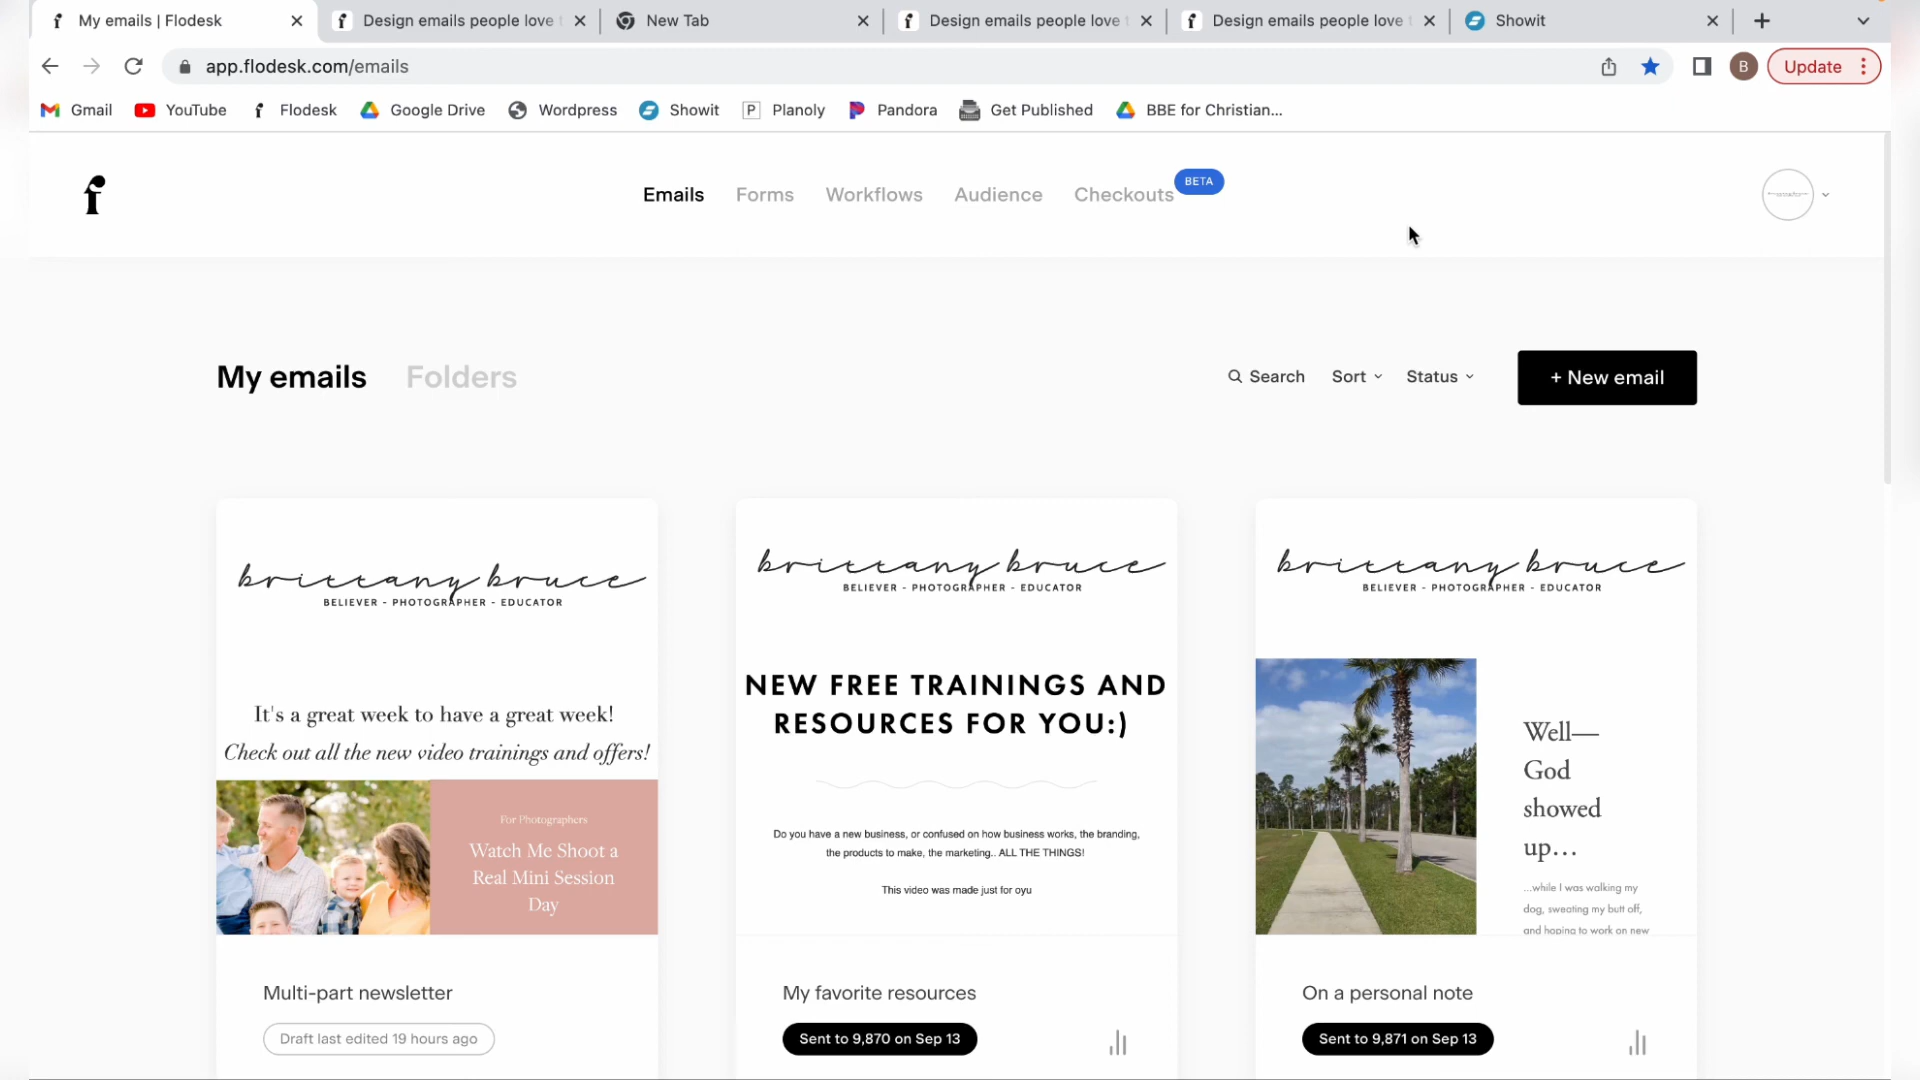 My emails | Flodesk
Design emails people love t
New Tab
Design emails people love t
Design emails people love t
Showit
app.flodesk.com/emails
B
Update
Gmail
YouTube
Flodesk
Google Drive
Wordpress
Showit
P Planoly
Pandora
Get Published
BBE for Christian...
f
Emails
Forms
Workflows
Audience
Checkouts
BETA
My emails
Folders
Search
Sort
Status
+ New email
brittany bruce
BELIEVER - PHOTOGRAPHER - EDUCATOR
It's a great week to have a great week!
Check out all the new video trainings and offers!
For Photographers
Watch Me Shoot a
Real Mini Session
Day
Multi-part newsletter
Draft last edited 19 hours ago
brittany bruce
BELIEVER - PHOTOGRAPHER - EDUCATOR
NEW FREE TRAININGS AND
RESOURCES FOR YOU:)
Do you have a new business, or confused on how business works, the branding,
the products to make, the marketing.. ALL THE THINGS!
This video was made just for oyu
My favorite resources
Sent to 9,870 on Sep 13
brittany bruce
BELIEVER - PHOTOGRAPHER - EDUCATOR
Well—
God
showed
up...
...while I was walking my
dog, sweating my butt off,
and hoping to work on new
On a personal note
Sent to 9,871 on Sep 13